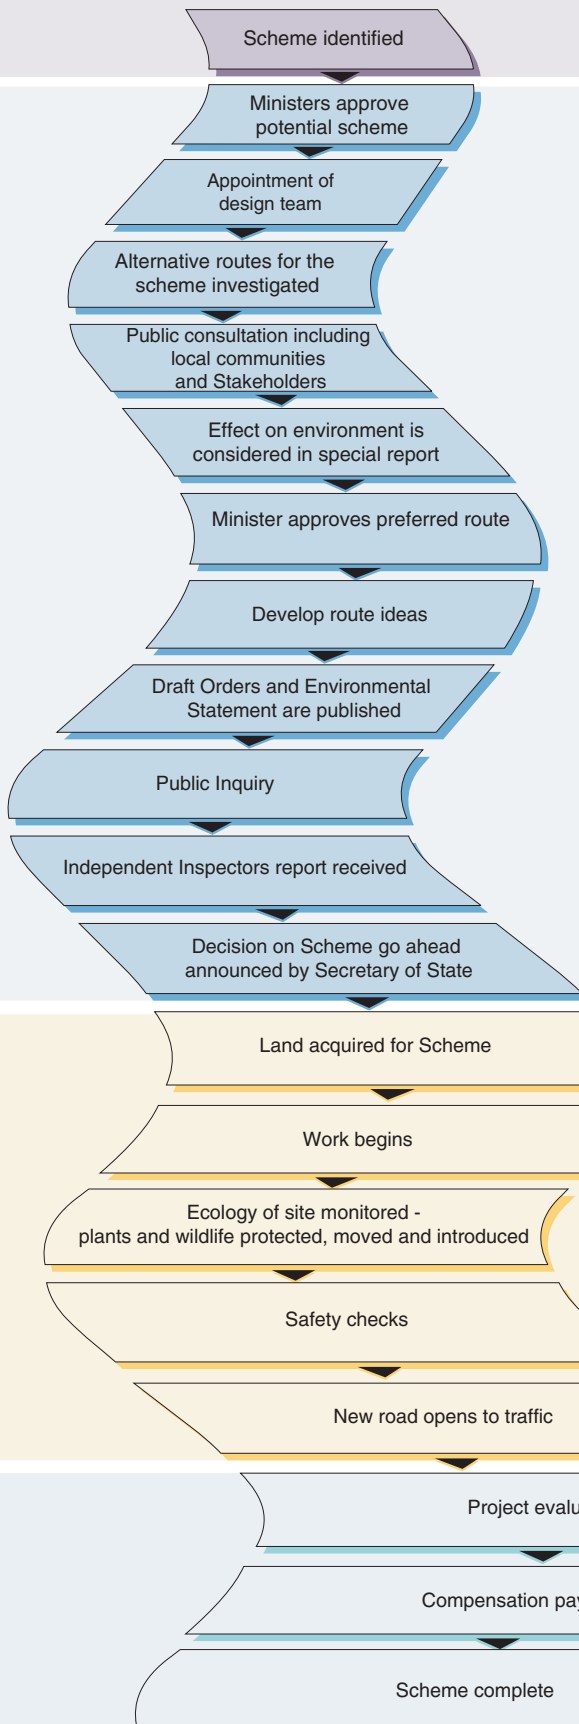 Scheme identified
Ministers approve
potential scheme
Appointment of
design team
Alternative routes for the
scheme investigated
Public consultation including
local communities
and Stakeholders
Effect on environment is
considered in special report
Minister approves preferred route
Develop route ideas
Draft Orders and Environmental
Statement are published
Public Inquiry
Independent Inspectors report received
Decision on Scheme go ahead
announced by Secretary of State
Land acquired for Scheme
Work begins
Ecology of site monitored -
plants and wildlife protected, moved and introduced
Safety checks
New road opens to traffic
Project
Compensation
Scheme complete